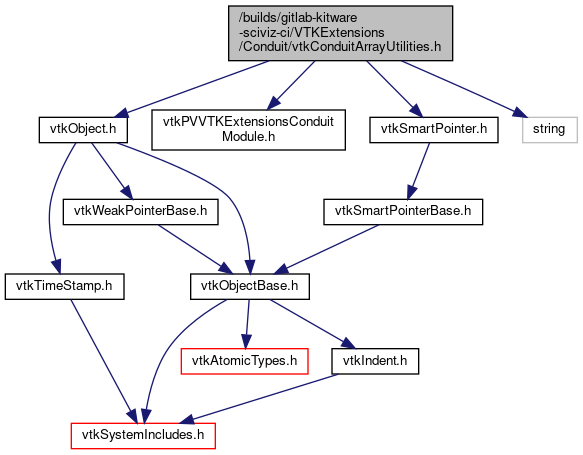 /builds/gitlab-kitware
-sciviz-ci/VTKExtensions
/Conduit/vtkConduitArrayUtilities.h
vtkObject.h
vtkPVVTKExtensionsConduit
Module.h
vtkSmartPointer.h
string
vtkWeakPointerBase.h
vtkSmartPointerBase.h
vtkTimeStamp.h
vtkObjectBase.h
vtkAtomicTypes.h
vtkIndent.h
vtkSystemIncludes.h